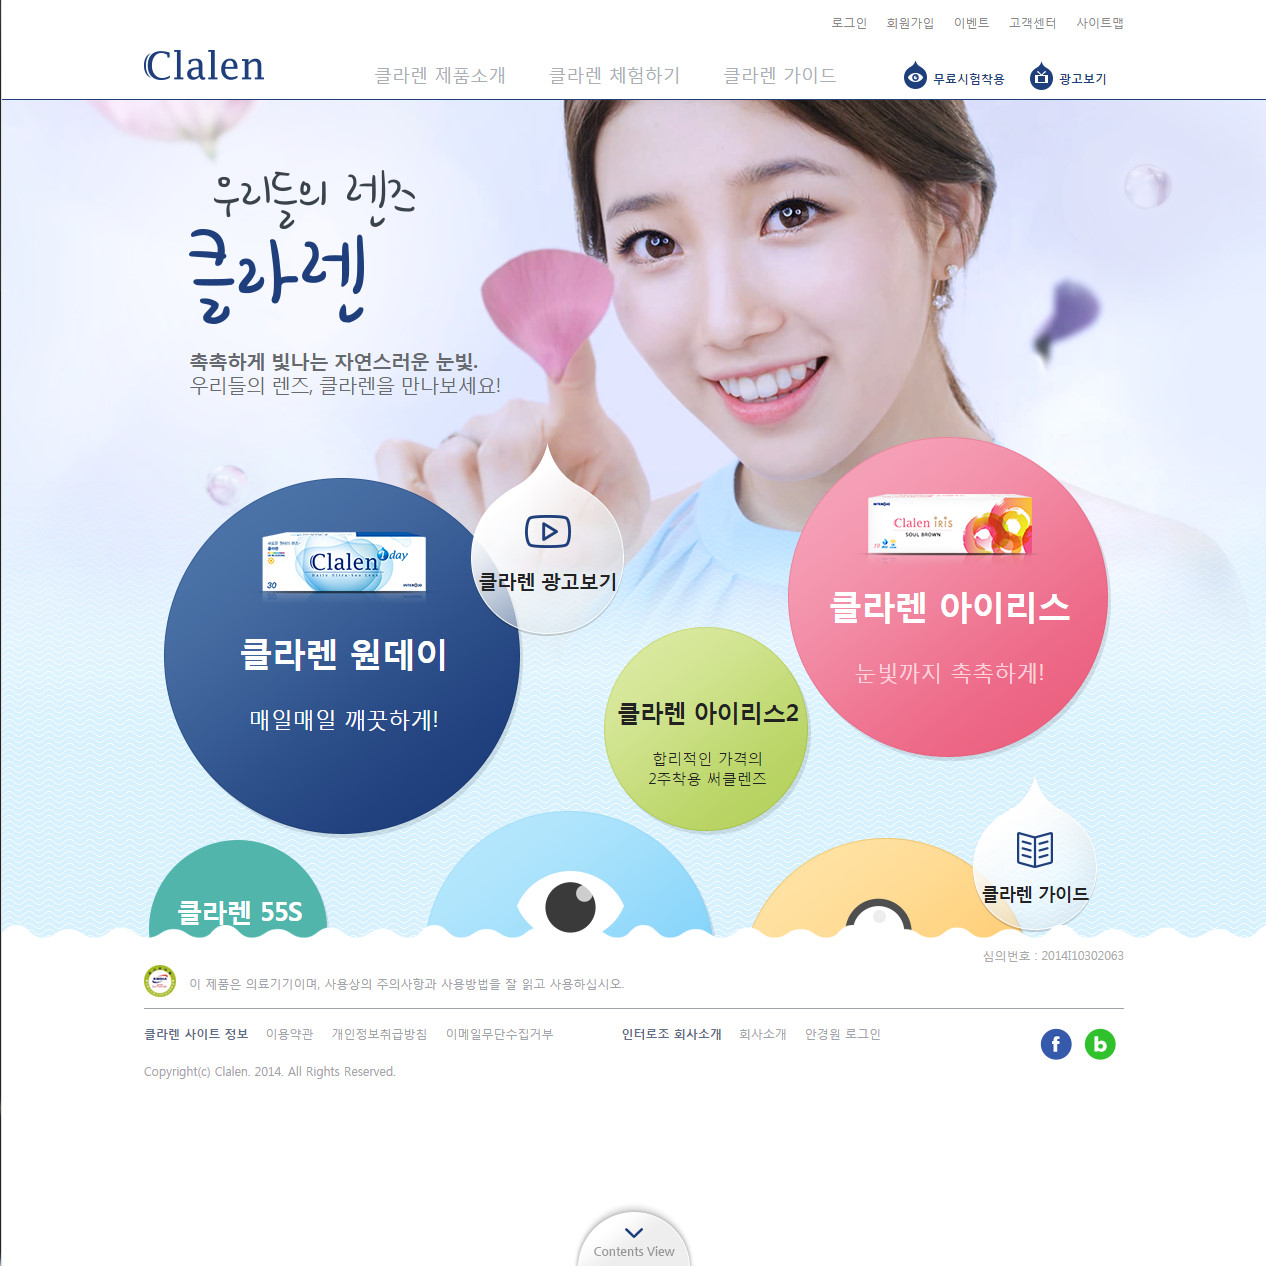 로그인 회원가입 이벤트 고객센터 사이트맵
Clalen
클라렌 제품소개 클라렌 체험하기 클라렌 가이드 무료시험착용 광고보기
우리들의 렌즈
클라렌
촉촉하게 빛나는 자연스러운 눈빛.
우리들의 렌즈, 클라렌을 만나보세요!
Clalen 1day
30
INTEROJO
클라렌 원데이
매일매일 깨끗하게!
클라렌 광고보기
INTEROJO
Clalen iRiS
SOUL BROWN
10
클라렌 아이리스
눈빛까지 촉촉하게!
클라렌 아이리스2
합리적인 가격의
2주착용 써클렌즈
클라렌 55S
클라렌 가이드
심의번호 : 2014I10302063
이 제품은 의료기기이며, 사용상의 주의사항과 사용방법을 잘 읽고 사용하십시오.
클라렌 사이트 정보 이용약관 개인정보취급방침 이메일무단수집거부 인터로조 회사소개 회사소개 안경원 로그인
f b
Copyright(c) Clalen. 2014. All Rights Reserved.
Contents View